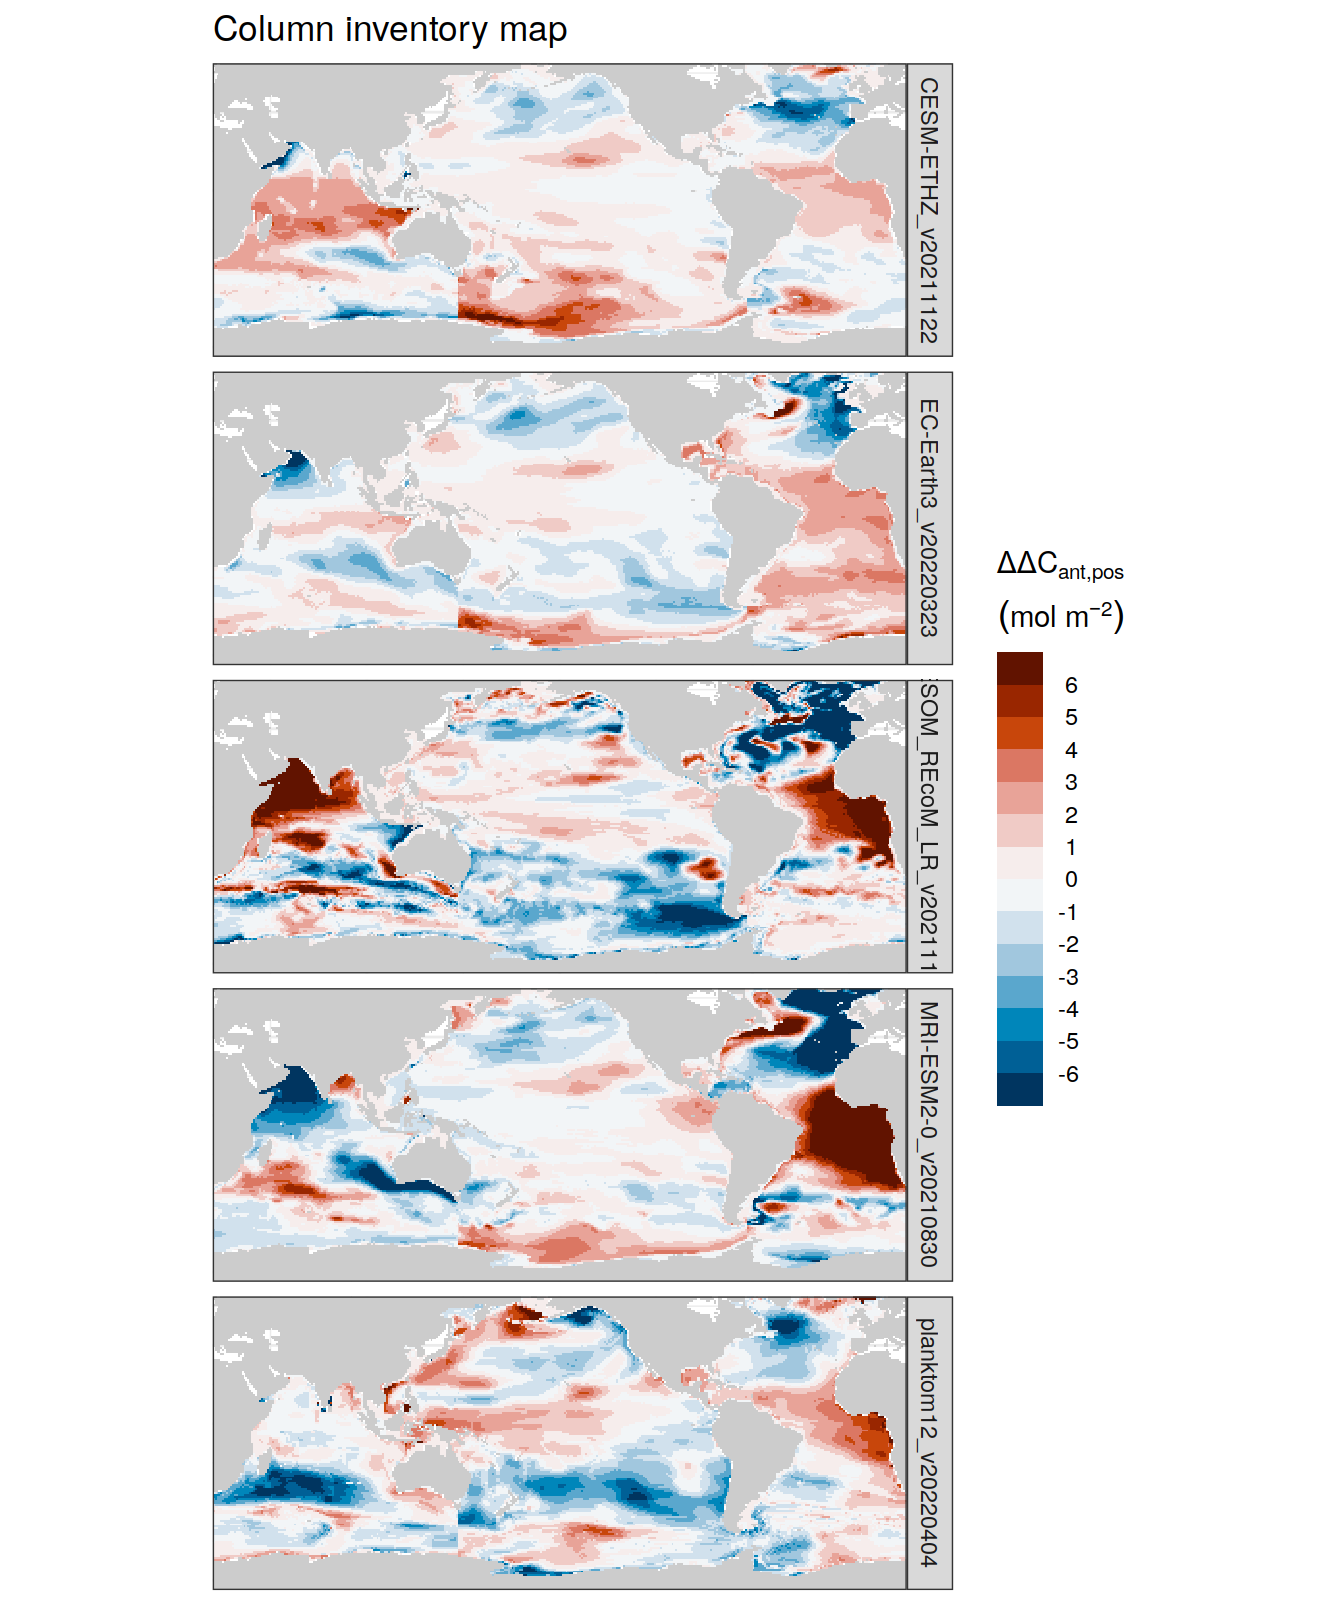 Column inventory map
CESM-ETHZ_v20211122
EC-Earth3_v20220323
SOM_REcoM_LR_v202111
MRI-ESM2-0_v20210830
planktom12_v20220404
ΔΔC_ant,pos
(mol m⁻²)
6
5
4
3
2
1
0
-1
-2
-3
-4
-5
-6